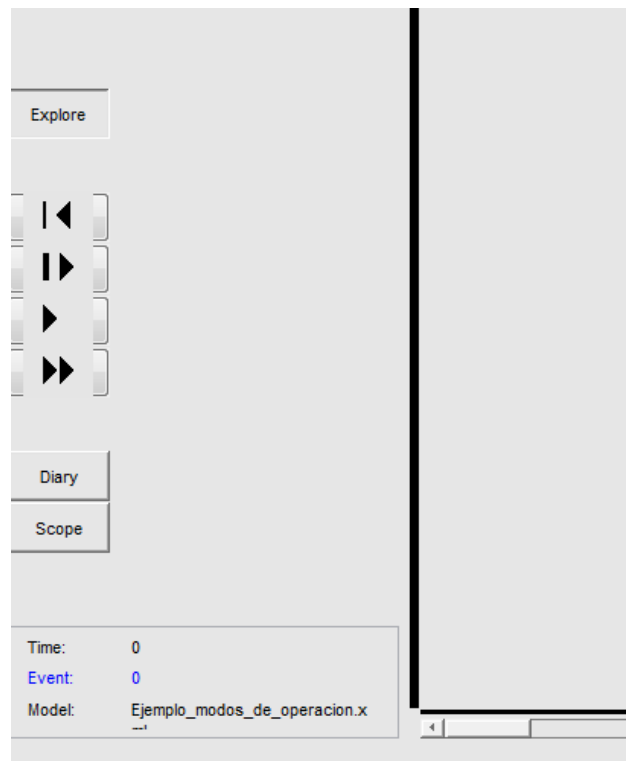 Explore
Diary
Scope
Time: 0
Event: 0
Model: Ejemplo_modos_de_operacion.x